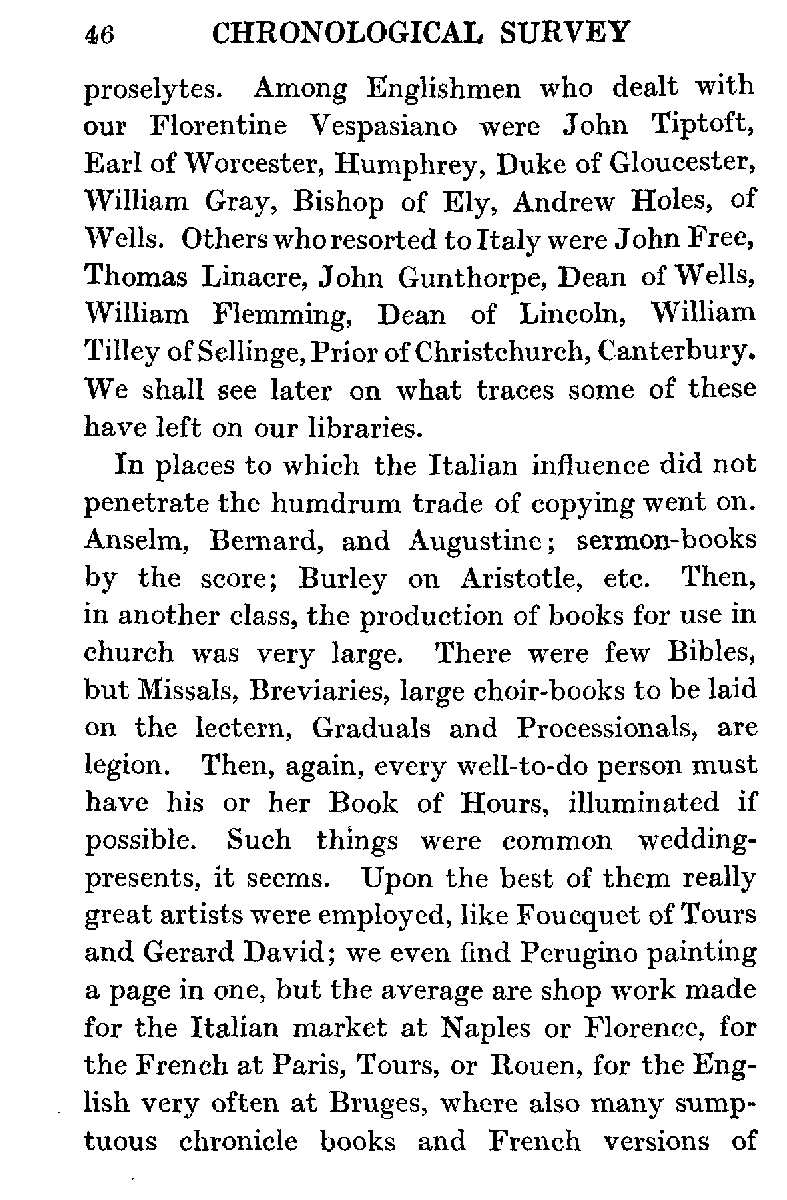 46 CHRONOLOGICAL SURVEY
proselytes. Among Englishmen who dealt with
our Florentine Vespasiano were John Tiptoft,
Earl of Worcester, Humphrey, Duke of Gloucester,
William Gray, Bishop of Ely, Andrew Holes, of
Wells. Others who resorted to Italy were John Free,
Thomas Linacre, John Gunthorpe, Dean of Wells,
William Flemming, Dean of Lincoln, William
Tilley of Sellinge, Prior of Christchurch, Canterbury.
We shall see later on what traces some of these
have left on our libraries.
In places to which the Italian influence did not
penetrate the humdrum trade of copying went on.
Anselm, Bernard, and Augustine; sermon-books
by the score; Burley on Aristotle, etc. Then,
in another class, the production of books for use in
church was very large. There were few Bibles,
but Missals, Breviaries, large choir-books to be laid
on the lectern, Graduals and Processionals, are
legion. Then, again, every well-to-do person must
have his or her Book of Hours, illuminated if
possible. Such things were common wedding-
presents, it seems. Upon the best of them really
great artists were employed, like Foucquet of Tours
and Gerard David; we even find Perugino painting
a page in one, but the average are shop work made
for the Italian market at Naples or Florence, for
the French at Paris, Tours, or Rouen, for the Eng-
lish very often at Bruges, where also many sump-
tuous chronicle books and French versions of